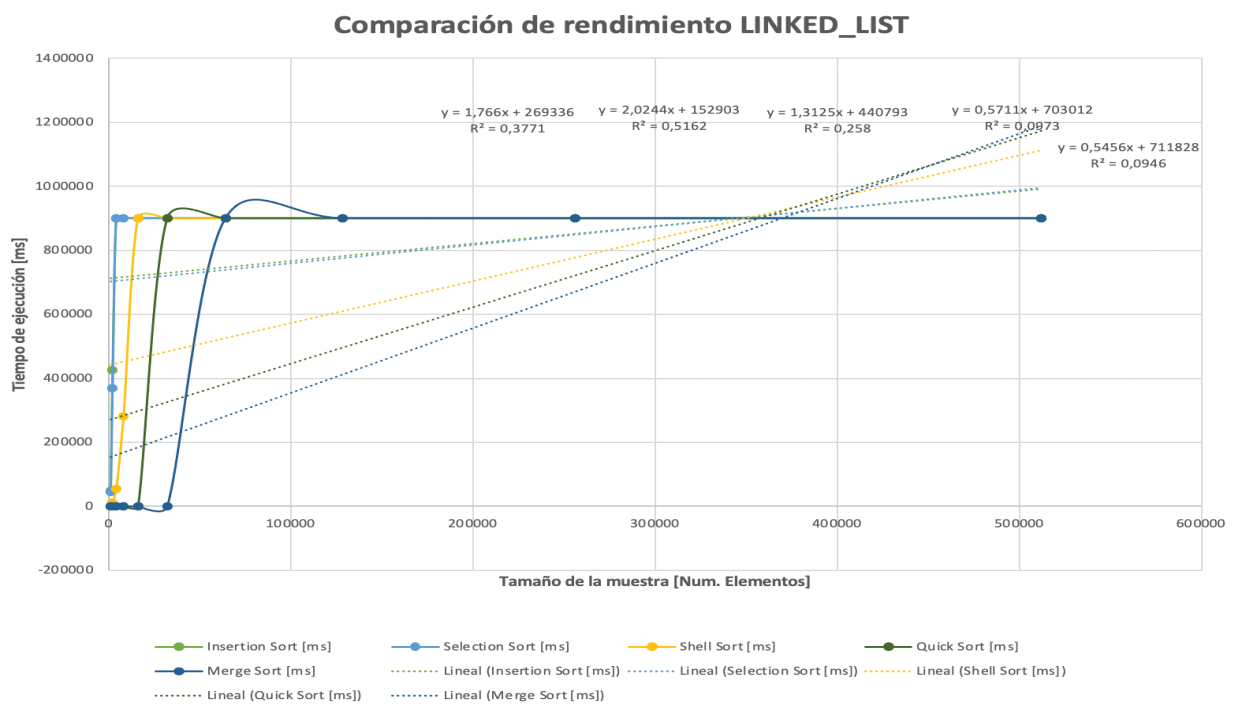 Comparación de rendimiento LINKED_LIST
1400000
1200000
1000000
800000
600000
400000
200000
0
-200000
y = 1,766x + 269336
R² = 0,3771
y = 2,0244x + 152903
R² = 0,5162
y = 1,3125x + 440793
R² = 0,258
y = 0,5711x + 703012
R² = 0,0973
y = 0,5456x + 711828
R² = 0,0946
Tiempo de ejecución [ms]
0 100000 200000 300000 400000 500000 600000
Tamaño de la muestra [Num. Elementos]
Insertion Sort [ms] Selection Sort [ms] Shell Sort [ms] Quick Sort [ms]
Merge Sort [ms] Lineal (Insertion Sort [ms]) Lineal (Selection Sort [ms]) Lineal (Shell Sort [ms])
Lineal (Quick Sort [ms]) Lineal (Merge Sort [ms])